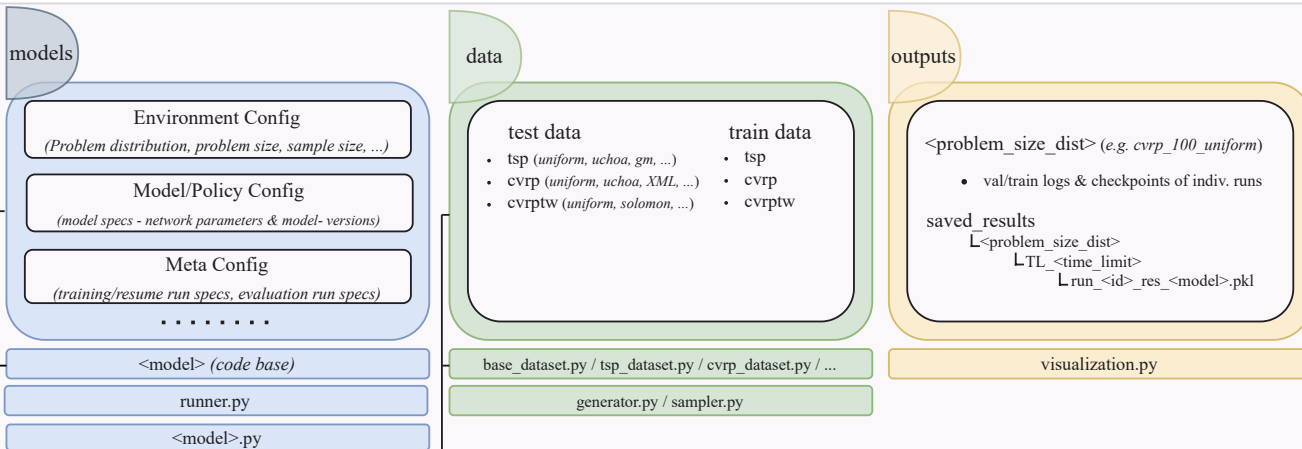 models
Environment Config
(Problem distribution, problem size, sample size, ...)
Model/Policy Config
(model specs - network parameters & model- versions)
Meta Config
(training/resume run specs, evaluation run specs)
. . . . . . . .
<model> (code base)
runner.py
<model>.py
data
test data
• tsp (uniform, uchoa, gm, ...)
• cvrp (uniform, uchoa, XML, ...)
• cvrptw (uniform, solomon, ...)
train data
• tsp
• cvrp
• cvrptw
base_dataset.py / tsp_dataset.py / cvrp_dataset.py / ...
generator.py / sampler.py
outputs
<problem_size_dist> (e.g. cvrp_100_uniform)
• val/train logs & checkpoints of indiv. runs
saved_results
<problem_size_dist>
TL_<time_limit>
run_<id>_res_<model>.pkl
visualization.py